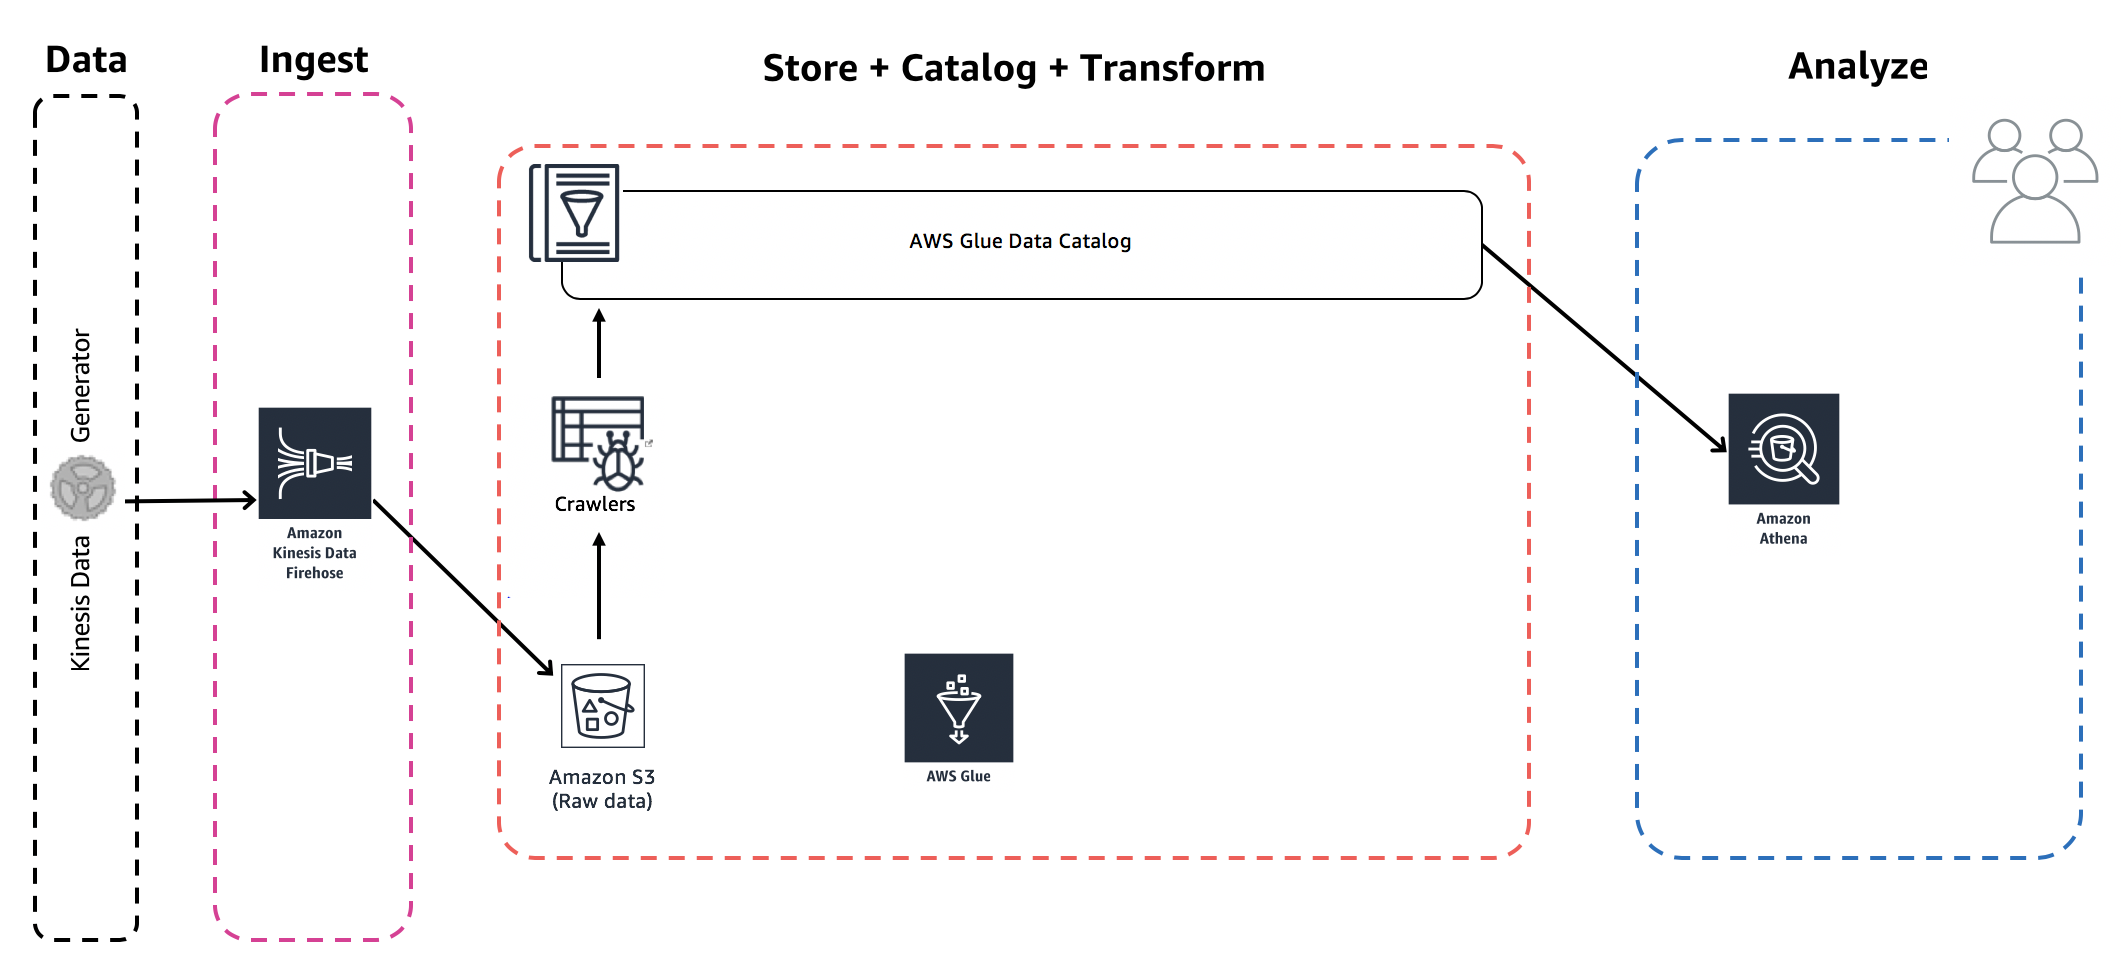 Data
Ingest
Store + Catalog + Transform
Analyze
Kinesis Data Generator
Amazon
Kinesis Data
Firehose
AWS Glue Data Catalog
Crawlers
Amazon S3
(Raw data)
AWS Glue
Amazon
Athena